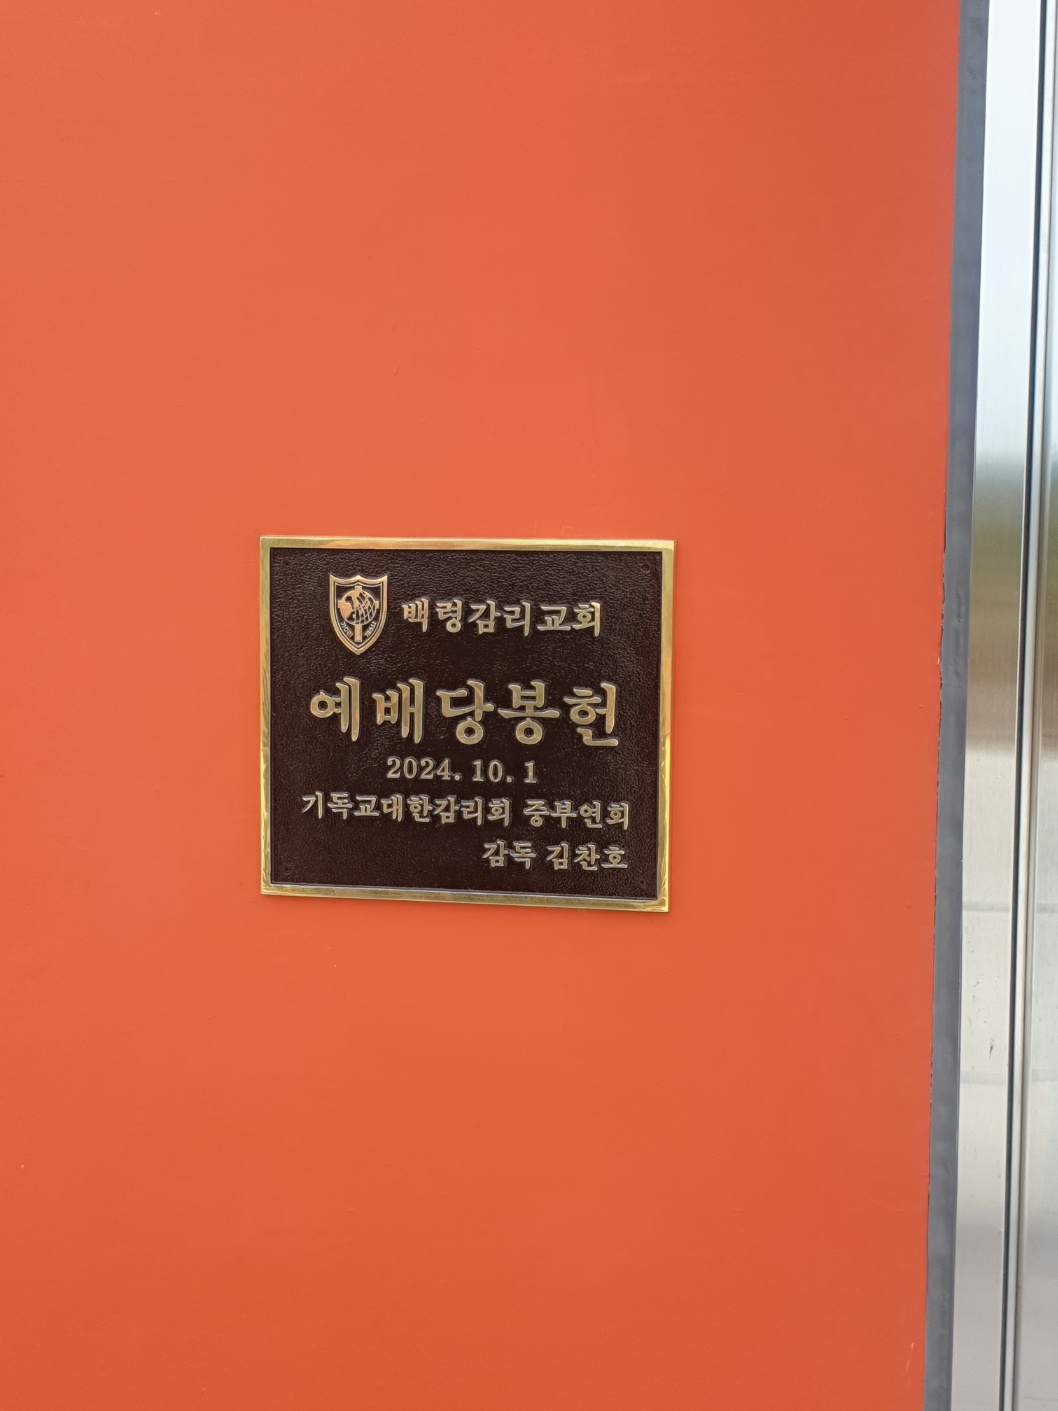 백령감리교회
예배당봉헌
2024. 10. 1
기독교대한감리회 중부연회
감독 김찬호